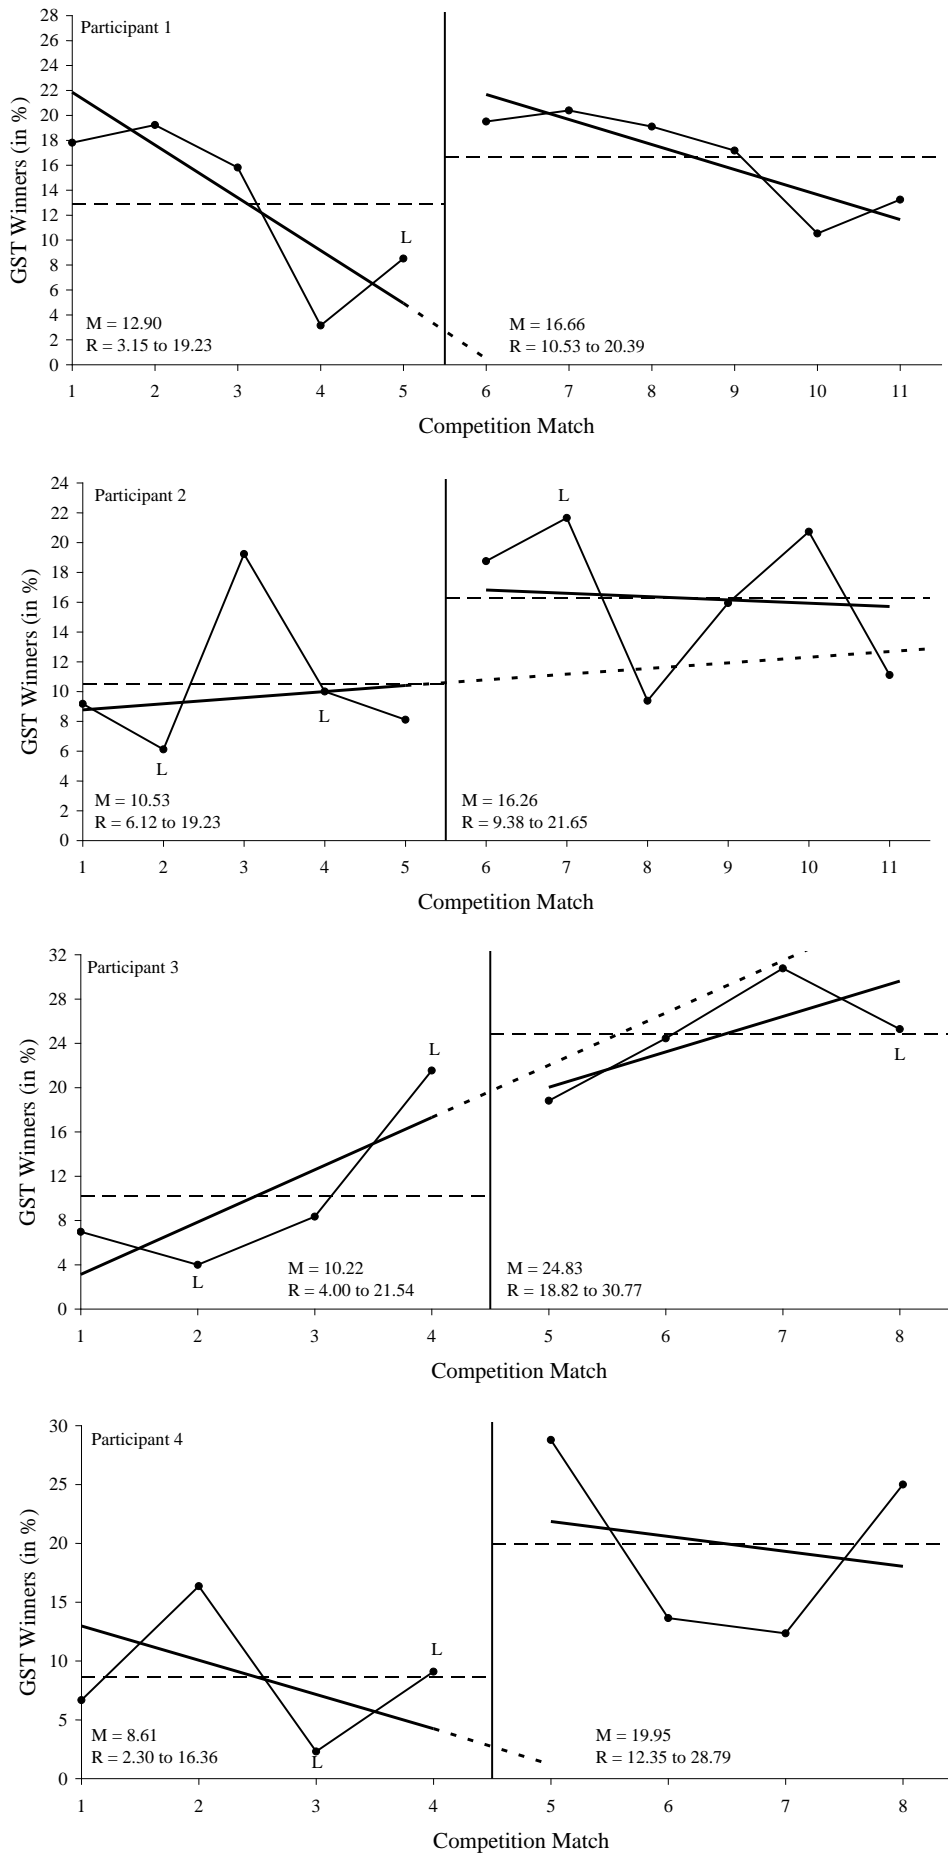 Participant 1
GST Winners (in %)
28
26
24
22
20
18
16
14
12
10
8
6
4
2
0
L
M = 12.90
R = 3.15 to 19.23
M = 16.66
R = 10.53 to 20.39
1 2 3 4 5 6 7 8 9 10 11
Competition Match
Participant 2
GST Winners (in %)
24
22
20
18
16
14
12
10
8
6
4
2
0
L
L
L
M = 10.53
R = 6.12 to 19.23
M = 16.26
R = 9.38 to 21.65
1 2 3 4 5 6 7 8 9 10 11
Competition Match
Participant 3
GST Winners (in %)
32
28
24
20
16
12
8
4
0
L
L
L
M = 10.22
R = 4.00 to 21.54
M = 24.83
R = 18.82 to 30.77
1 2 3 4 5 6 7 8
Competition Match
Participant 4
GST Winners (in %)
30
25
20
15
10
5
0
L
L
M = 8.61
R = 2.30 to 16.36
M = 19.95
R = 12.35 to 28.79
1 2 3 4 5 6 7 8
Competition Match